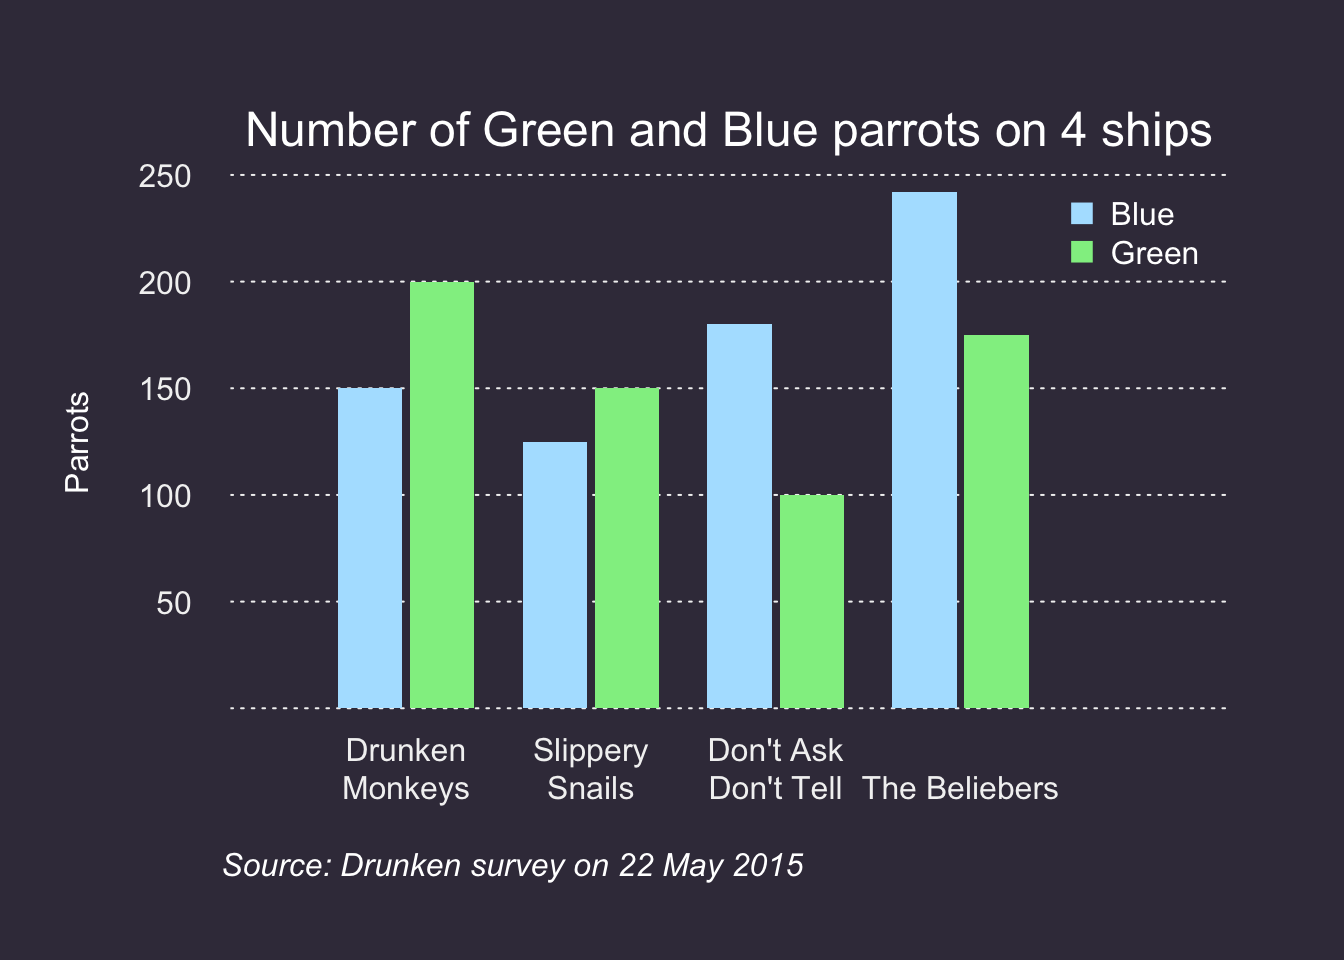 Number of Green and Blue parrots on 4 ships
250
200
150
100
50
Parrots
Blue
Green
Drunken
Monkeys
Slippery
Snails
Don't Ask
Don't Tell
The Beliebers
Source: Drunken survey on 22 May 2015